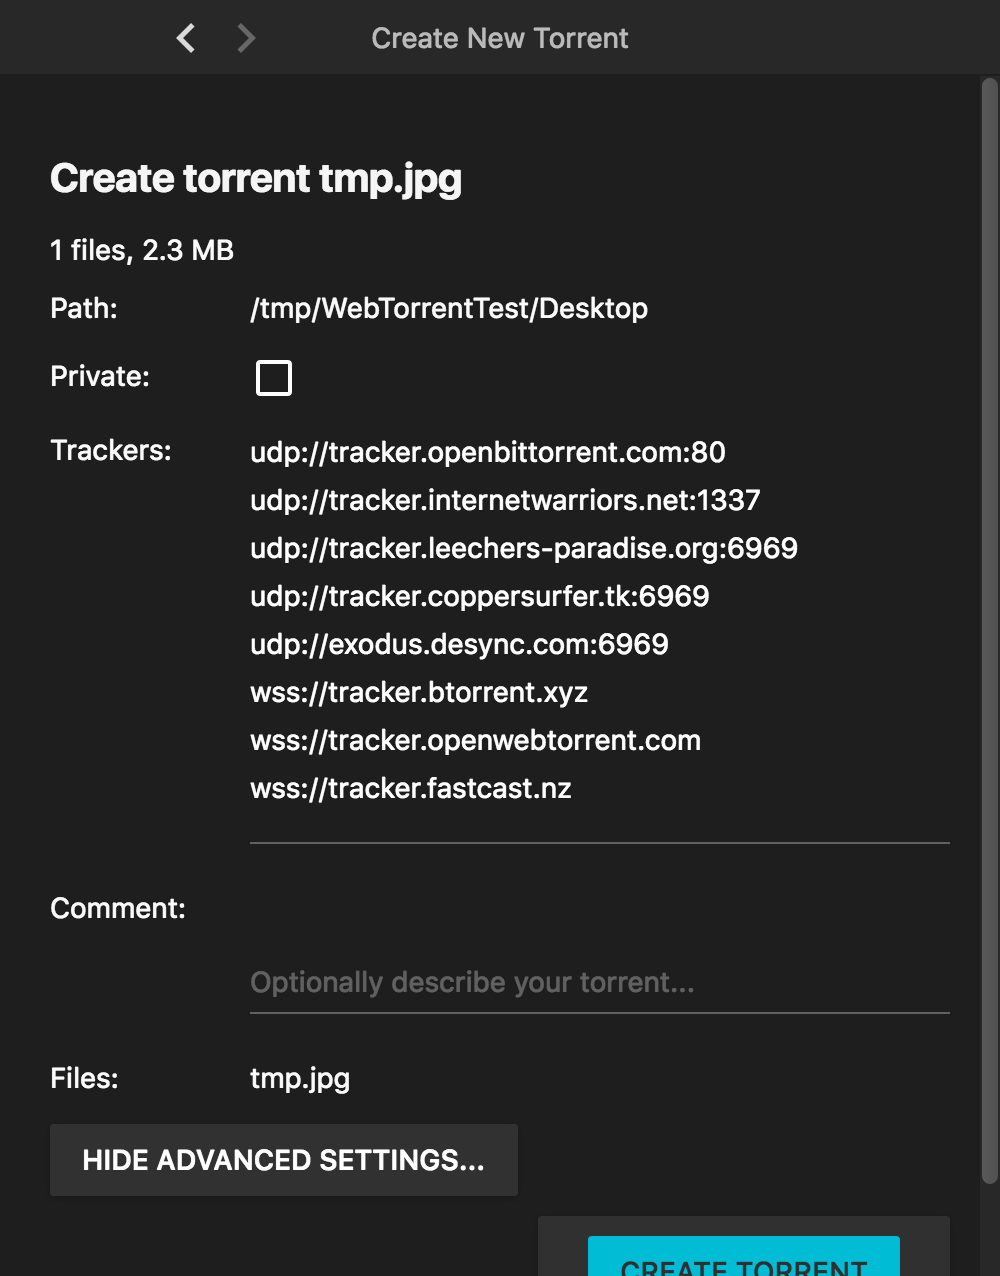 Create New Torrent
Create torrent tmp.jpg
1 files, 2.3 MB
Path: /tmp/WebTorrentTest/Desktop
Private:
Trackers: udp://tracker.openbittorrent.com:80
udp://tracker.internetwarriors.net:1337
udp://tracker.leechers-paradise.org:6969
udp://tracker.coppersurfer.tk:6969
udp://exodus.desync.com:6969
wss://tracker.btorrent.xyz
wss://tracker.openwebtorrent.com
wss://tracker.fastcast.nz
Comment:
Optionally describe your torrent...
Files: tmp.jpg
HIDE ADVANCED SETTINGS...
CREATE TORRENT